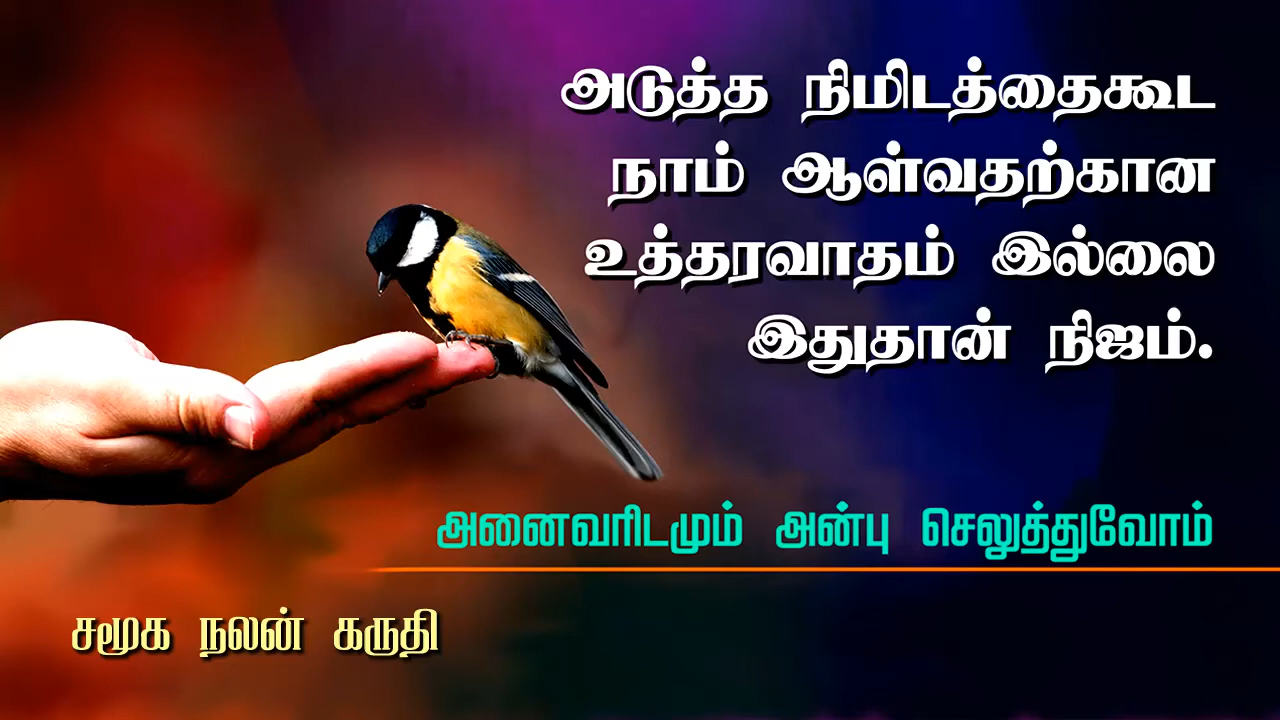 அடுத்த நிமிடத்தைகூட
நாம் ஆள்வதற்கான
உத்தரவாதம் இல்லை
இதுதான் நிஜம்.
அனைவரிடமும் அன்பு செலுத்துவோம்
சமூக நலன் கருதி